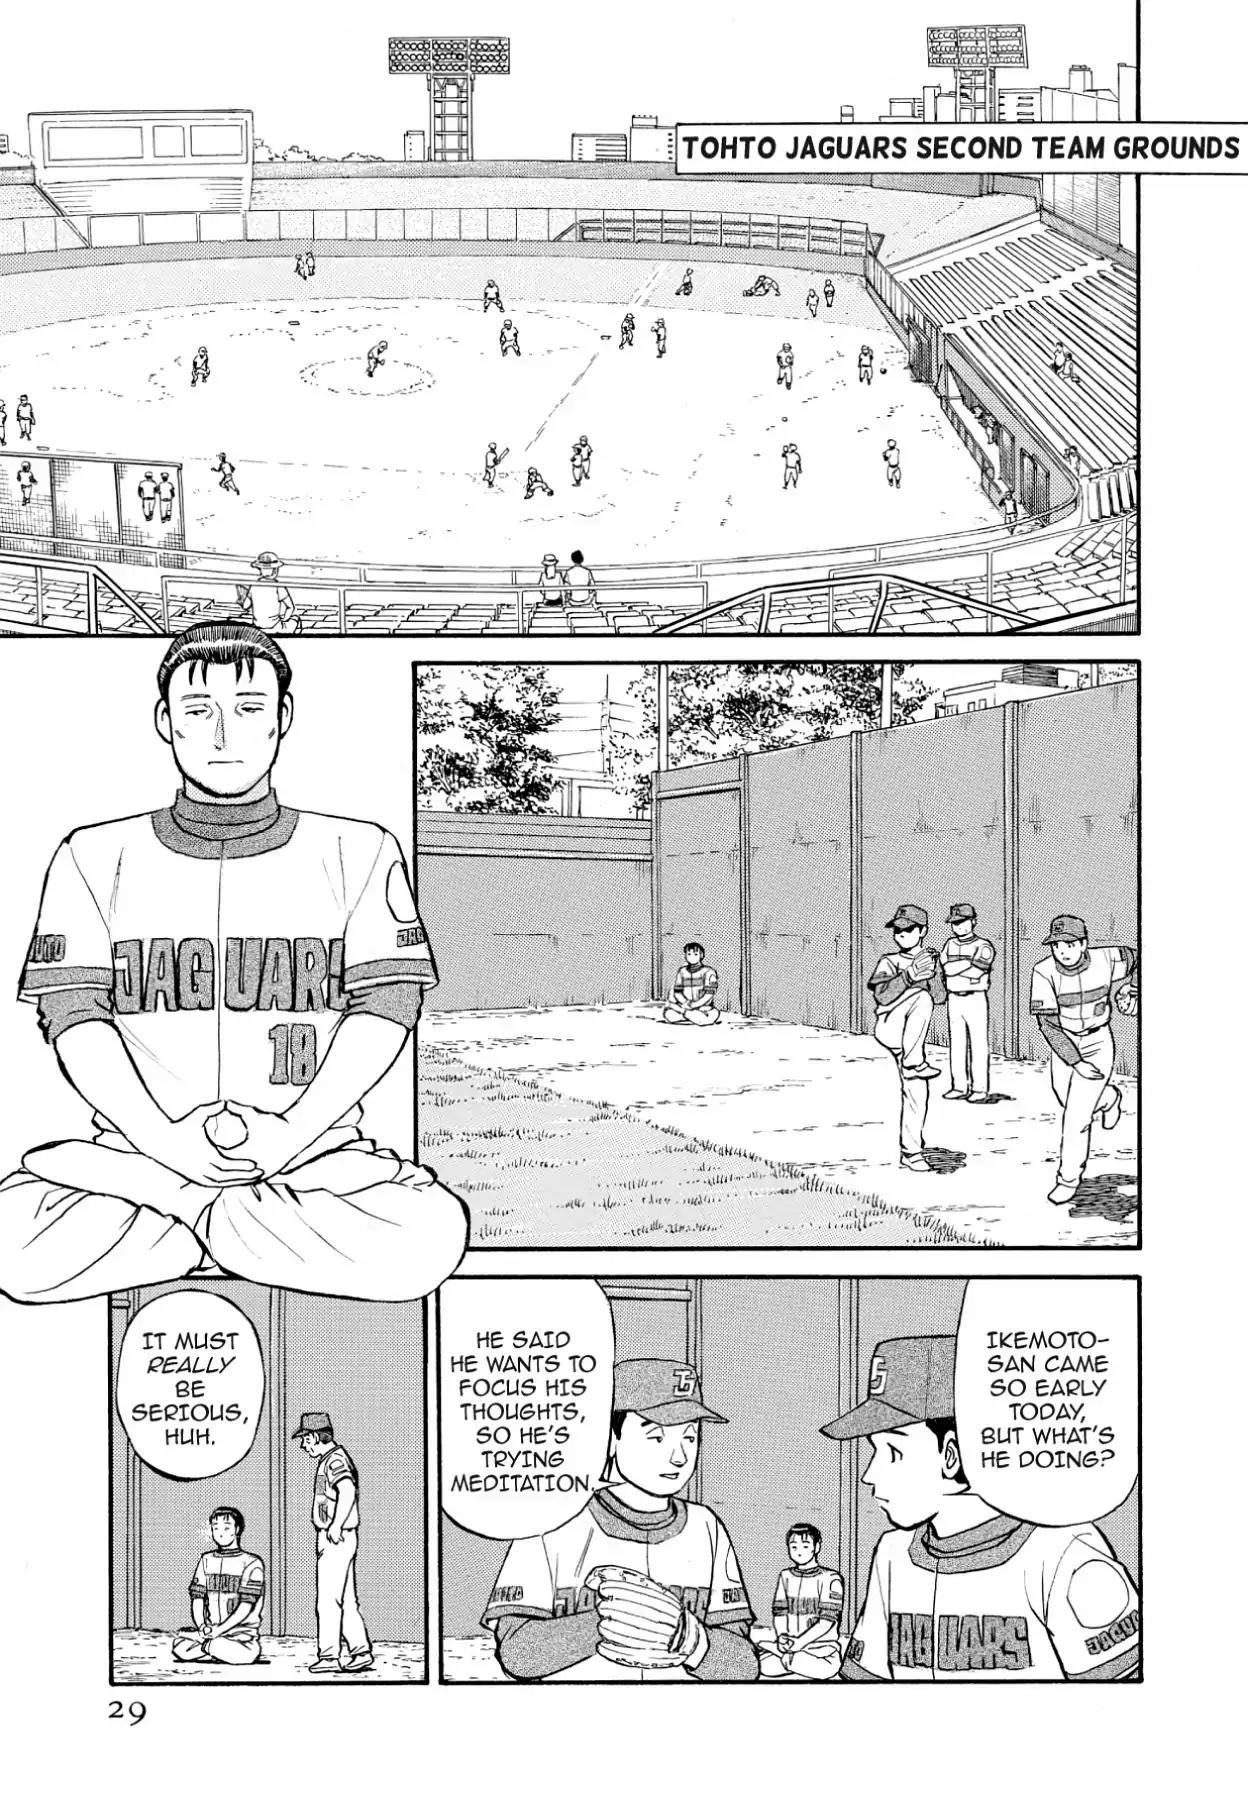 TOHTO JAGUARS SECOND TEAM GROUNDS
JAGUARS
18
IKEMOTO-
SAN CAME
SO EARLY
TODAY,
BUT WHAT'S
HE DOING?
HE SAID
HE WANTS TO
FOCUS HIS
THOUGHTS,
SO HE'S
TRYING
MEDITATION.
JAGUARS
IT MUST
REALLY
BE
SERIOUS,
HUH.
29